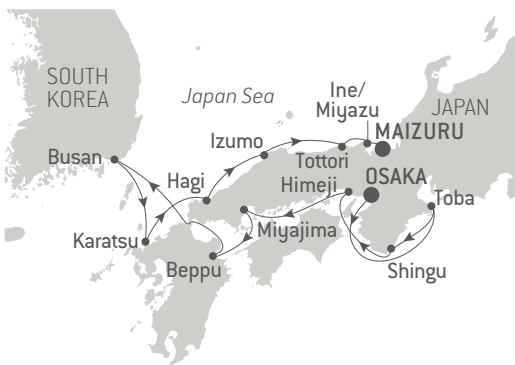 SOUTH
KOREA
Japan Sea
Ine/
Miyazu
JAPAN
MAIZURU
Izumo
Tottori
Busan
Hagi
Himeji
OSAKA
Toba
Karatsu
Miyajima
Beppu
Shingu